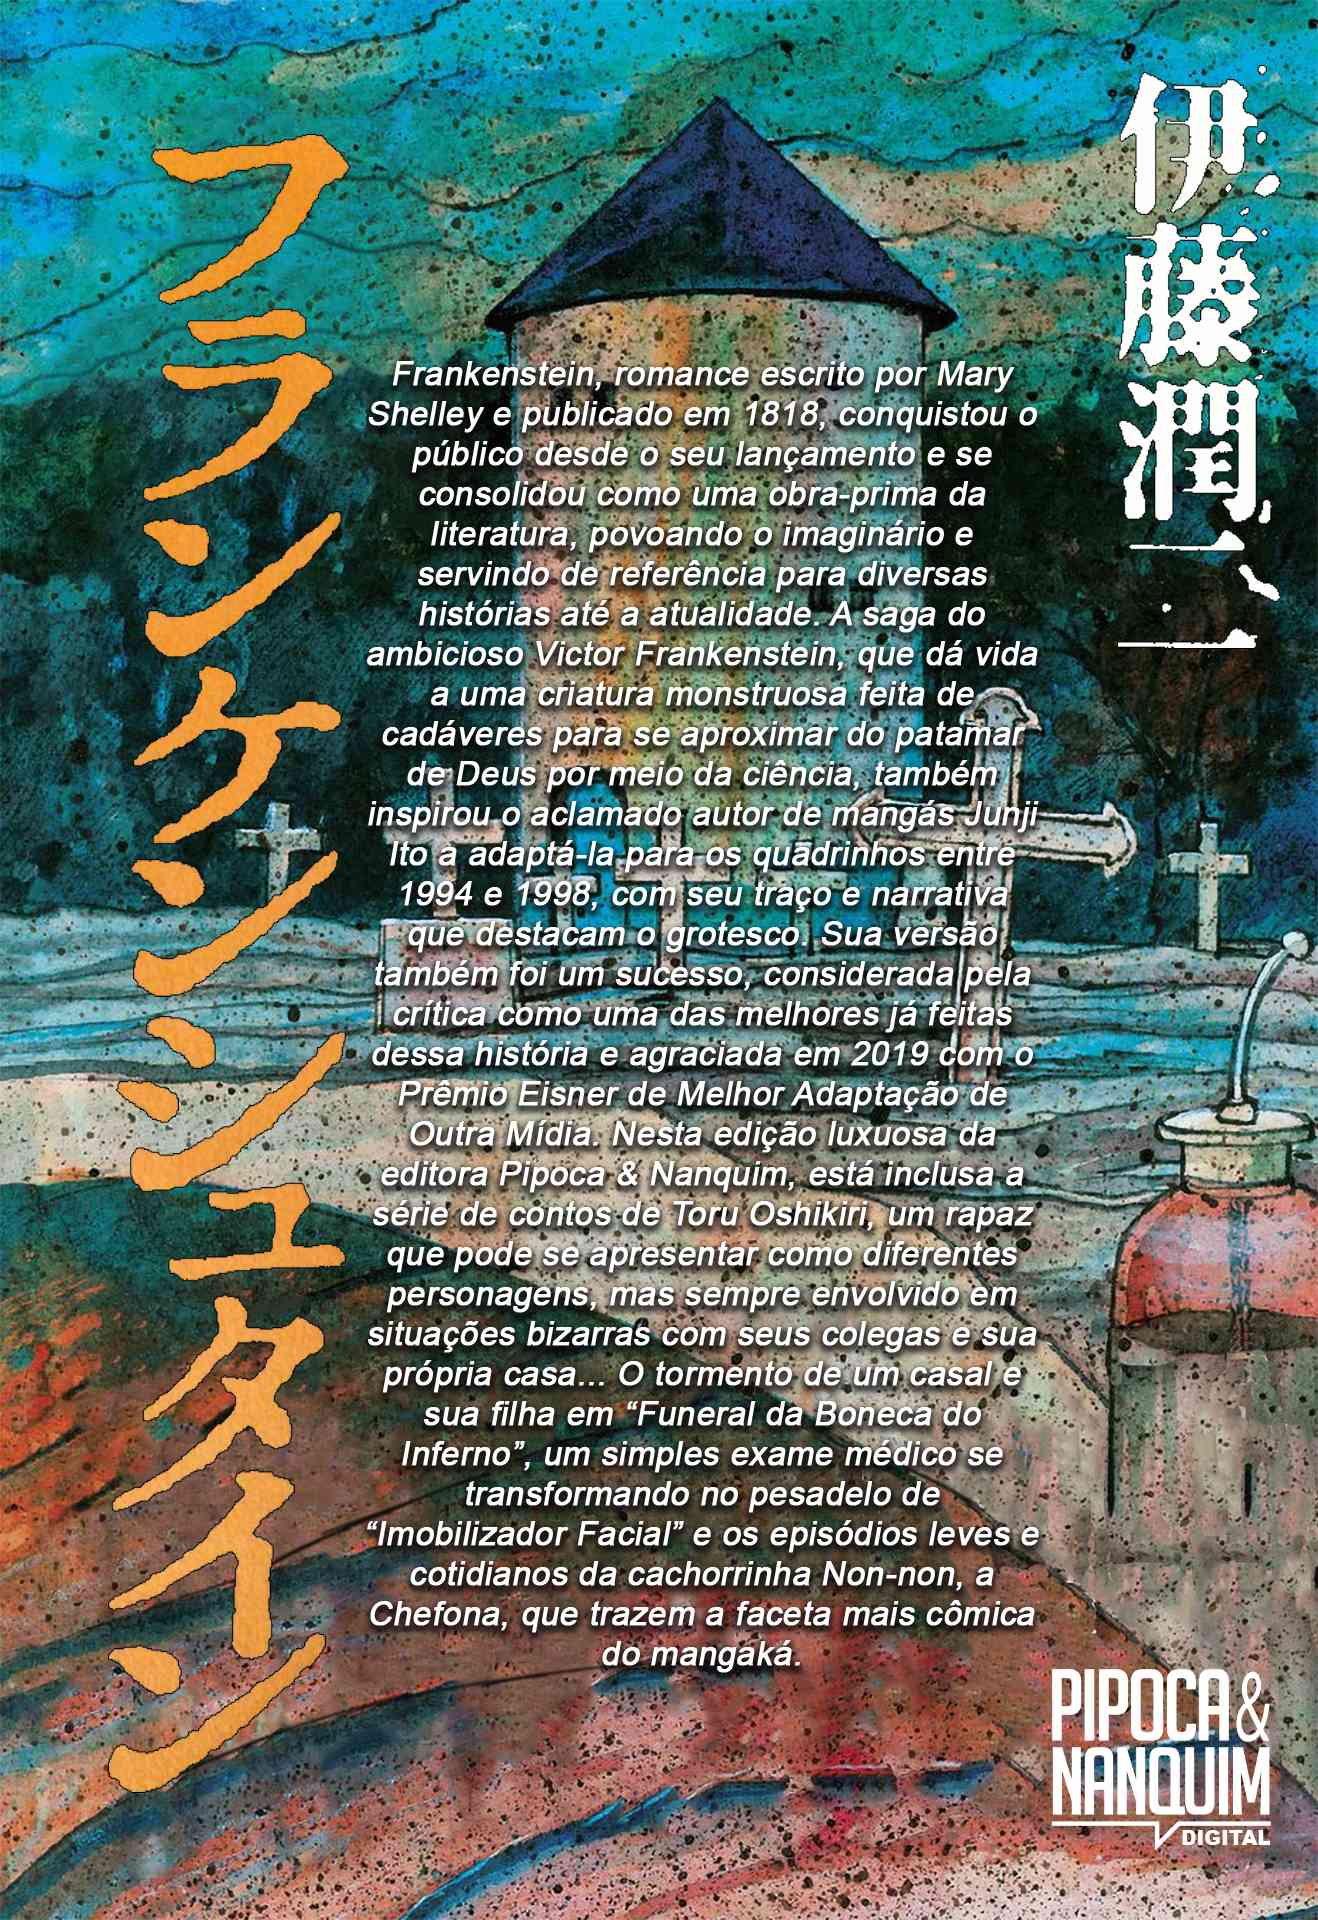 伊藤潤二
フランケンシュタイン
Frankenstein, romance escrito por Mary
Shelley e publicado em 1818, conquistou o
público desde o seu lançamento e se
consolidou como uma obra-prima da
literatura, povoando o imaginário e
servindo de referência para diversas
histórias até a atualidade. A saga do
ambicioso Victor Frankenstein, que dá vida
a uma criatura monstruosa feita de
cadáveres para se aproximar do patamar
de Deus por meio da ciência, também
inspirou o aclamado autor de mangás Junji
Ito a adaptá-la para os quadrinhos entre
1994 e 1998, com seu traço e narrativa
que destacam o grotesco. Sua versão
também foi um sucesso, considerada pela
crítica como uma das melhores já feitas
dessa história e agraciada em 2019 com o
Prêmio Eisner de Melhor Adaptação de
Outra Mídia. Nesta edição luxuosa da
editora Pipoca & Nanquim, está inclusa a
série de contos de Toru Oshikiri, um rapaz
que pode se apresentar como diferentes
personagens, mas sempre envolvido em
situações bizarras com seus colegas e sua
própria casa... O tormento de um casal e
sua filha em “Funeral da Boneca do
Inferno”, um simples exame médico se
transformando no pesadelo de
“Imobilizador Facial” e os episódios leves e
cotidianos da cachorrinha Non-non, a
Chefona, que trazem a faceta mais cômica
do mangaká.
PIPOCA &
NANQUIM
DIGITAL